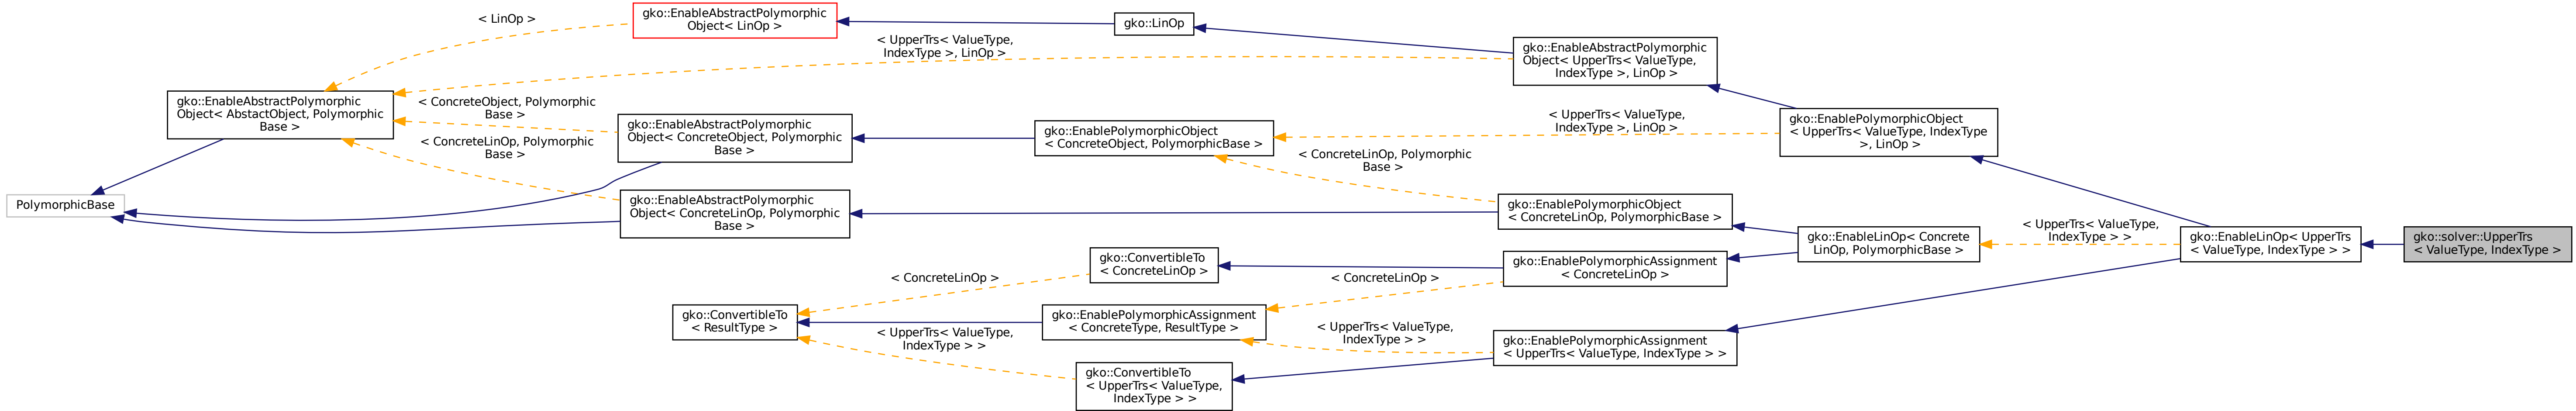 < LinOp >
gko::EnableAbstractPolymorphic
Object< LinOp >
gko::LinOp
< UpperTrs< ValueType,
IndexType >, LinOp >
gko::EnableAbstractPolymorphic
Object< UpperTrs< ValueType,
IndexType >, LinOp >
gko::EnableAbstractPolymorphic
Object< AbstactObject, Polymorphic
Base >
< ConcreteObject, Polymorphic
Base >
gko::EnableAbstractPolymorphic
Object< ConcreteObject, Polymorphic
Base >
gko::EnablePolymorphicObject
< ConcreteObject, PolymorphicBase >
< UpperTrs< ValueType,
IndexType >, LinOp >
gko::EnablePolymorphicObject
< UpperTrs< ValueType, IndexType
>, LinOp >
< ConcreteLinOp, Polymorphic
Base >
< ConcreteLinOp, Polymorphic
Base >
PolymorphicBase
gko::EnableAbstractPolymorphic
Object< ConcreteLinOp, Polymorphic
Base >
gko::EnablePolymorphicObject
< ConcreteLinOp, PolymorphicBase >
gko::EnableLinOp< Concrete
LinOp, PolymorphicBase >
< UpperTrs< ValueType,
IndexType > >
gko::EnableLinOp< UpperTrs
< ValueType, IndexType > >
gko::solver::UpperTrs
< ValueType, IndexType >
< ConcreteLinOp >
gko::ConvertibleTo
< ConcreteLinOp >
< ConcreteLinOp >
gko::EnablePolymorphicAssignment
< ConcreteLinOp >
gko::ConvertibleTo
< ResultType >
gko::EnablePolymorphicAssignment
< ConcreteType, ResultType >
< UpperTrs< ValueType,
IndexType > >
< UpperTrs< ValueType,
IndexType > >
gko::EnablePolymorphicAssignment
< UpperTrs< ValueType, IndexType > >
gko::ConvertibleTo
< UpperTrs< ValueType,
IndexType > >